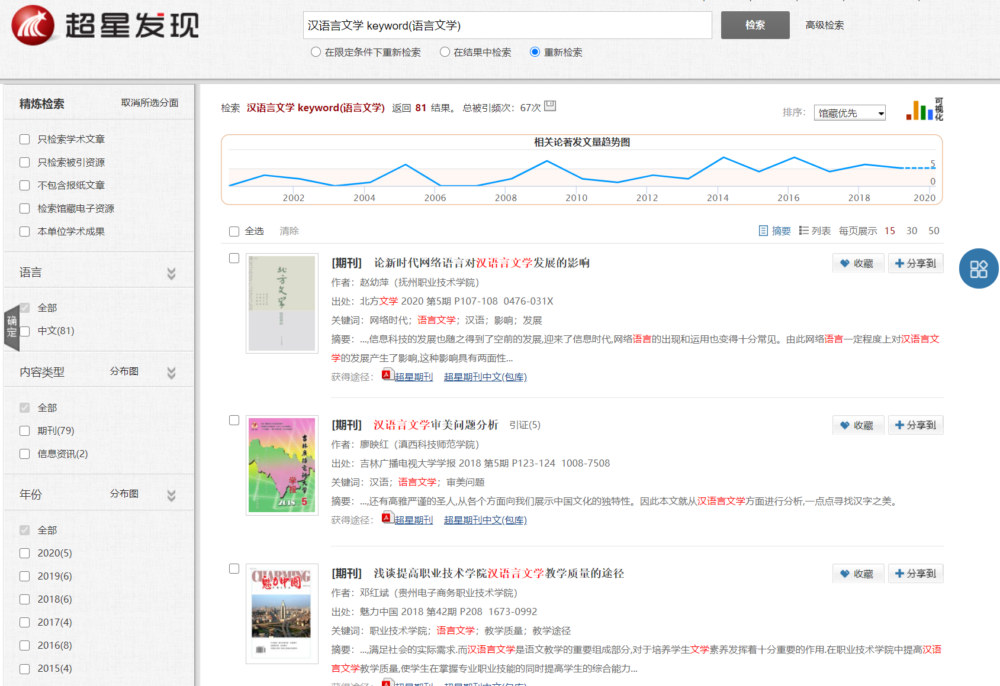 超星发现
汉语言文学 keyword(语言文学)
检索
高级检索
在限定条件下重新检索
在结果中检索
重新检索
精炼检索
取消所选分面
只检索学术文章
只检索被引资源
不包含报纸文章
检索馆藏电子资源
本单位学术成果
语言
全部
中文(81)
确定
内容类型
分布图
全部
期刊(79)
信息资讯(2)
年份
分布图
全部
2020(5)
2019(6)
2018(6)
2017(4)
2016(8)
2015(4)
检索 汉语言文学 keyword(语言文学) 返回 81 结果。 总被引频次：67次
排序：
馆藏优先
可视化
相关论著发文量趋势图
5
0
2002 2004 2006 2008 2010 2012 2014 2016 2018 2020
全选 清除
摘要 列表 每页展示 15 30 50
北方文学
NORTHERN LITERATURE
[期刊] 论新时代网络语言对汉语言文学发展的影响
收藏 分享到
作者：赵幼萍（抚州职业技术学院）
出处：北方文学 2020 第5期 P107-108 0476-031X
关键词：网络时代；语言文学；汉语；影响；发展
摘要：...,信息科技的发展也随之得到了空前的发展,迎来了信息时代,网络语言的出现和运用也变得十分常见。由此网络语言一定程度上对汉语言文
学的发展产生了影响,这种影响具有两面性...
获得途径： 超星期刊 超星期刊中文(包库)
吉林广播电视大学
学报
2018.5
[期刊] 汉语言文学审美问题分析 引证(5)
收藏 分享到
作者：廖映红（滇西科技师范学院）
出处：吉林广播电视大学学报 2018 第5期 P123-124 1008-7508
关键词：汉语；语言文学；审美问题
摘要：...,还有高雅严谨的圣人,从各个方面向我们展示中国文化的独特性。因此本文就从汉语言文学方面进行分析,一点点寻找汉字之美。
获得途径： 超星期刊 超星期刊中文(包库)
CHARMING
魅力中國
[期刊] 浅谈提高职业技术学院汉语言文学教学质量的途径
收藏 分享到
作者：邓红斌（贵州电子商务职业技术学院）
出处：魅力中国 2018 第42期 P208 1673-0992
关键词：职业技术学院；语言文学；教学质量；教学途径
摘要：...,满足社会的实际需求.而汉语言文学是语文教学的重要组成部分,对于培养学生文学素养发挥着十分重要的作用.在职业技术学院中提高汉语
言文学教学质量,使学生在掌握专业职业技能的同时提高学生的综合能力...
获得途径： 超星期刊 超星期刊中文(包库)